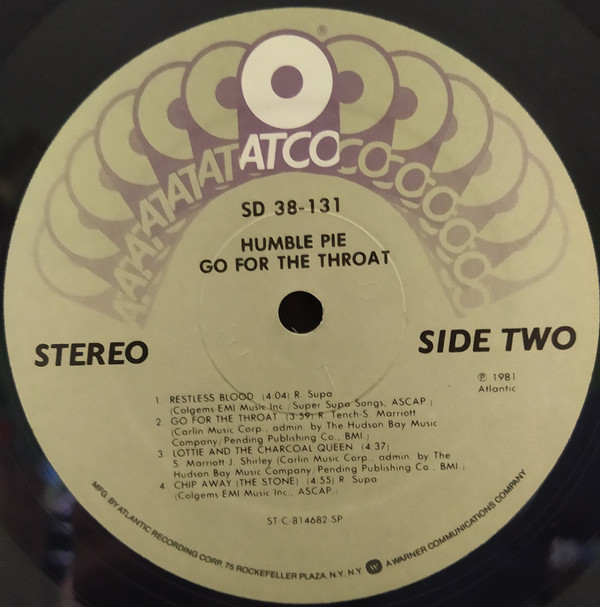 ®
ATATATATATATCOCOCOCOCOCO
SD 38-131
HUMBLE PIE
GO FOR THE THROAT
STEREO
SIDE TWO
℗ 1981
Atlantic
1. RESTLESS BLOOD (4:04) R. Supa
(Colgems-EMI Music Inc./Super Supa Songs, ASCAP)
2. GO FOR THE THROAT (3:59) R. Tench-S. Marriott
(Carlin Music Corp., admin. by The Hudson Bay Music
Company/Pending Publishing Co., BMI)
3. LOTTIE AND THE CHARCOAL QUEEN (4:37)
S. Marriott-J. Shirley (Carlin Music Corp., admin. by The
Hudson Bay Music Company/Pending Publishing Co., BMI)
4. CHIP AWAY (THE STONE) (4:55) R. Supa
(Colgems EMI Music Inc., ASCAP)
ST-C-814682-SP
MFG. BY ATLANTIC RECORDING CORP. 75 ROCKEFELLER PLAZA, N.Y., N.Y. W A WARNER COMMUNICATIONS COMPANY